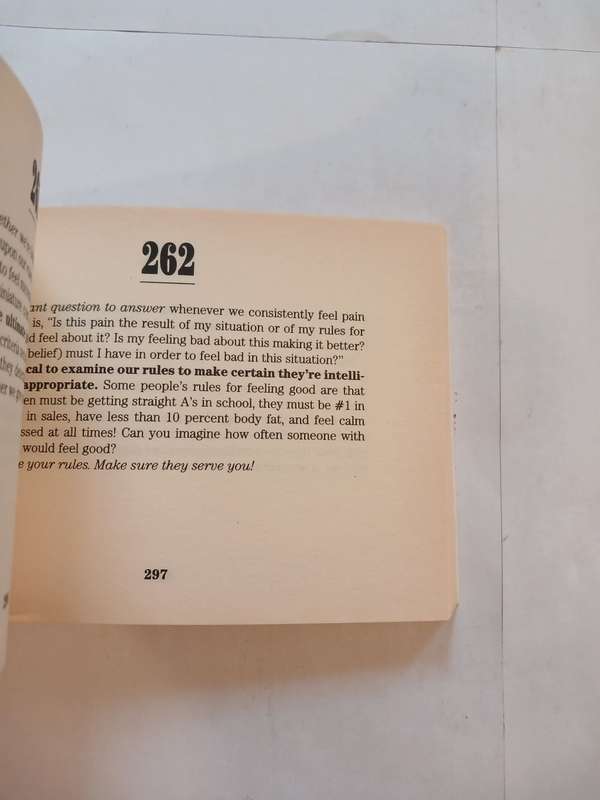 262
ant question to answer whenever we consistently feel pain
is, "Is this pain the result of my situation or of my rules for
ld feel about it? Is my feeling bad about this making it better?
belief) must I have in order to feel bad in this situation?"
cal to examine our rules to make certain they're intelli-
appropriate. Some people's rules for feeling good are that
en must be getting straight A's in school, they must be #1 in
in sales, have less than 10 percent body fat, and feel calm
ssed at all times! Can you imagine how often someone with
would feel good?
e your rules. Make sure they serve you!
297